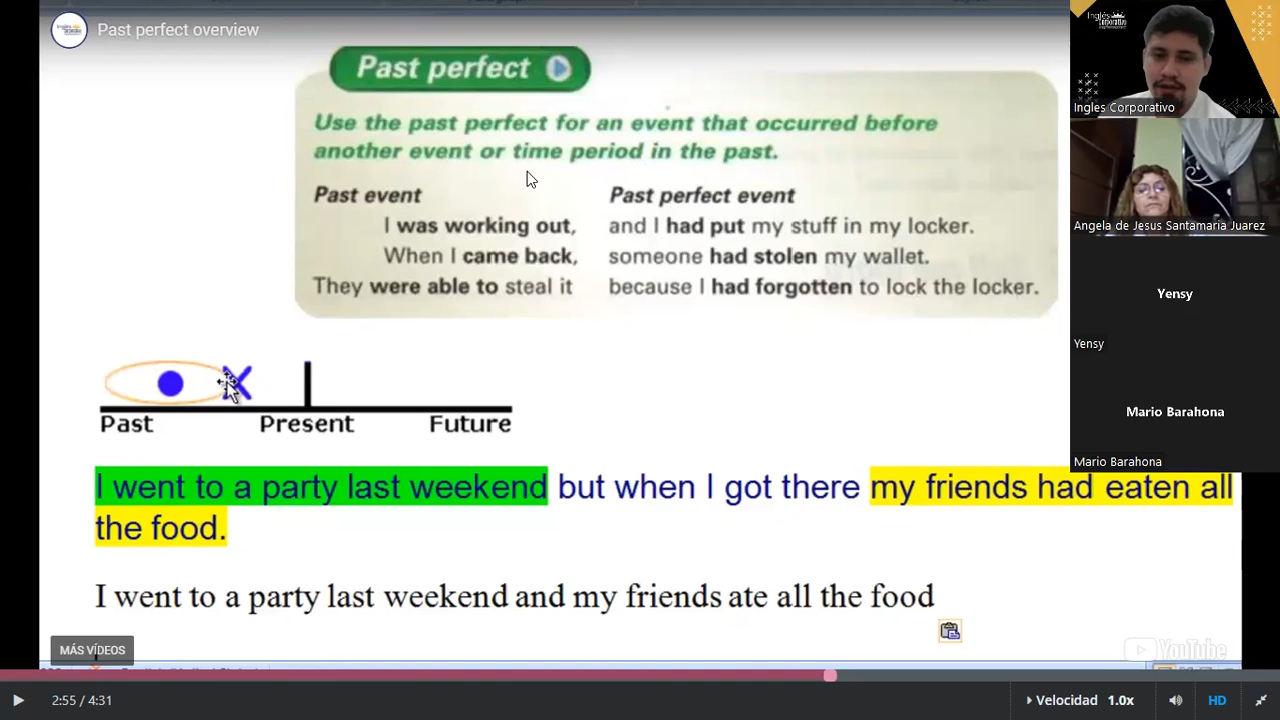 Past perfect overview
Past perfect
Use the past perfect for an event that occurred before
another event or time period in the past.
Past event Past perfect event
I was working out, and I had put my stuff in my locker.
When I came back, someone had stolen my wallet.
They were able to steal it because I had forgotten to lock the locker.
Past Present Future
I went to a party last weekend but when I got there my friends had eaten all
the food.
I went to a party last weekend and my friends ate all the food
MÁS VÍDEOS
YouTube
2:55 / 4:31
Velocidad 1.0x
HD
Inglés
Corporativo
Ingles Corporativo
Angela de Jesus Santamaría Juarez
Yensy
Yensy
Mario Barahona
Mario Barahona